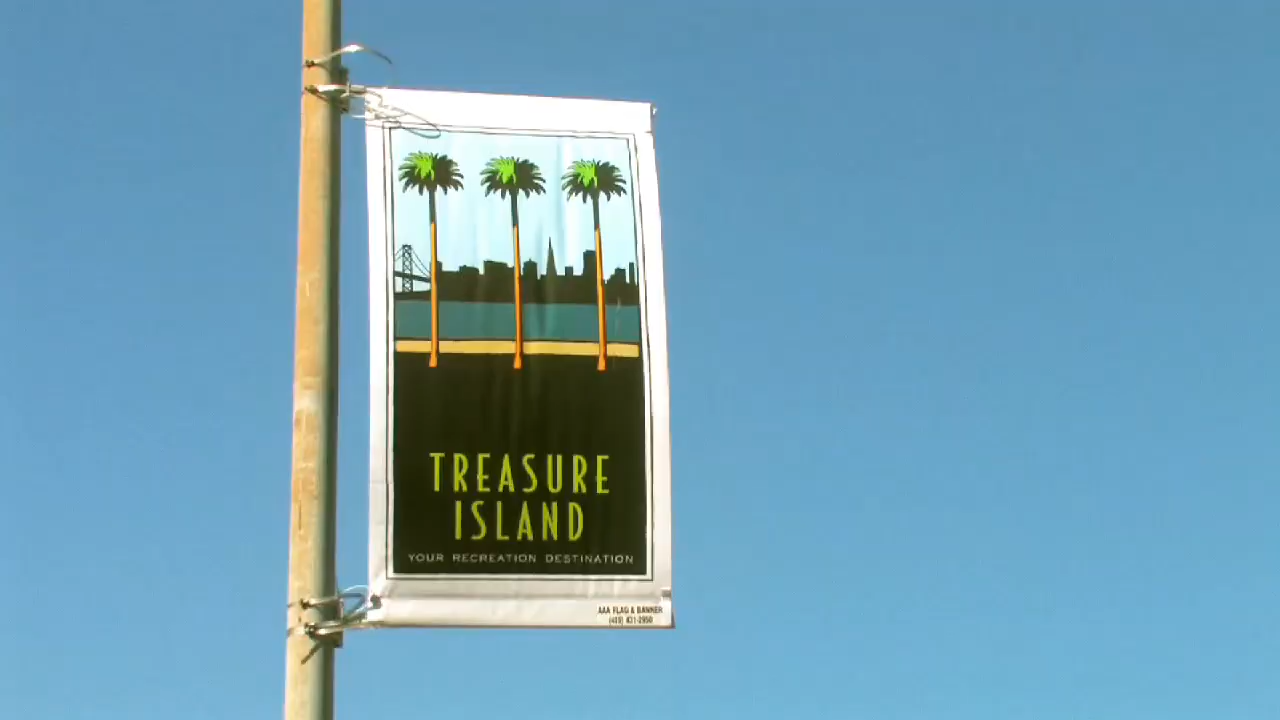 TREASURE
ISLAND
YOUR RECREATION DESTINATION
AAA FLAG & BANNER